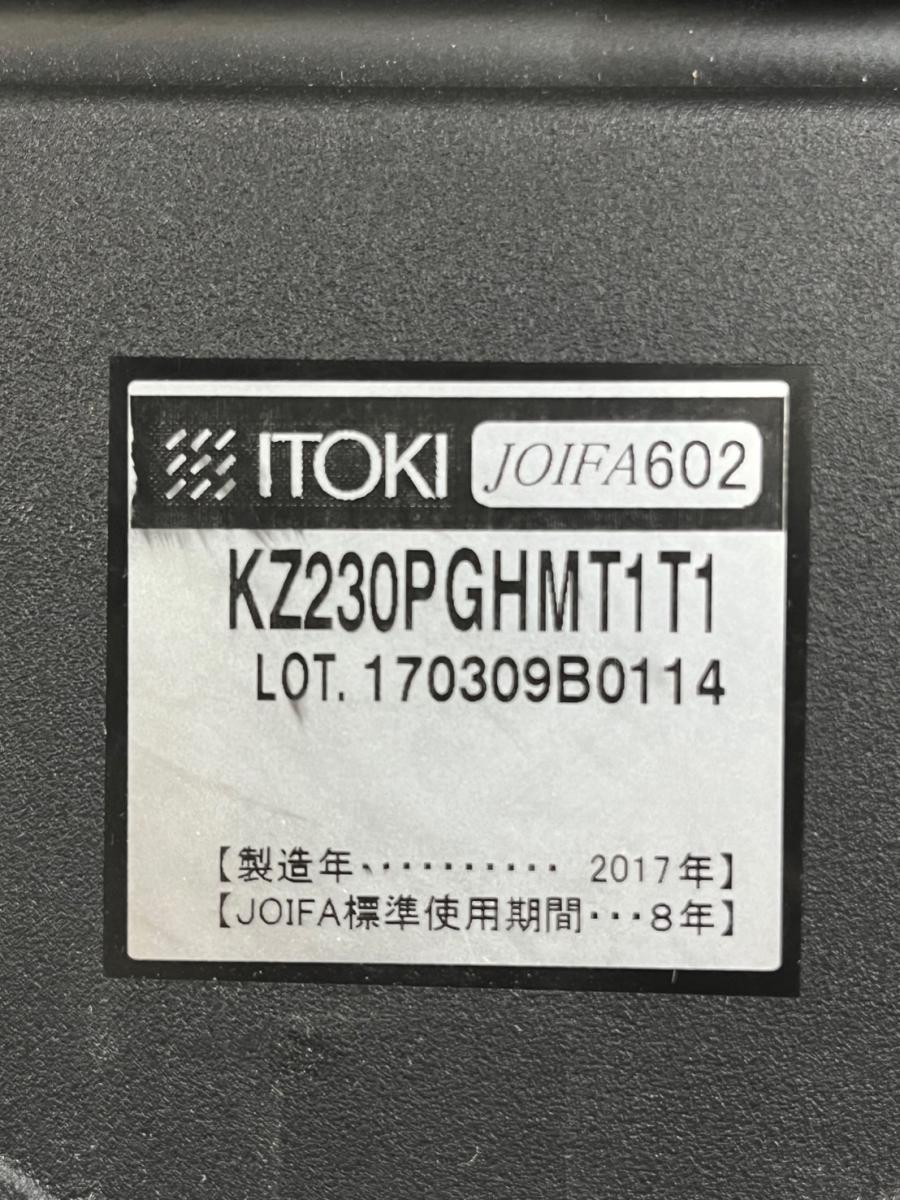 ITOKI JOIFA602
KZ230PGHMT1T1
LOT. 170309B0114
【製造年･･････････ 2017年】
【JOIFA標準使用期間･･･8年】